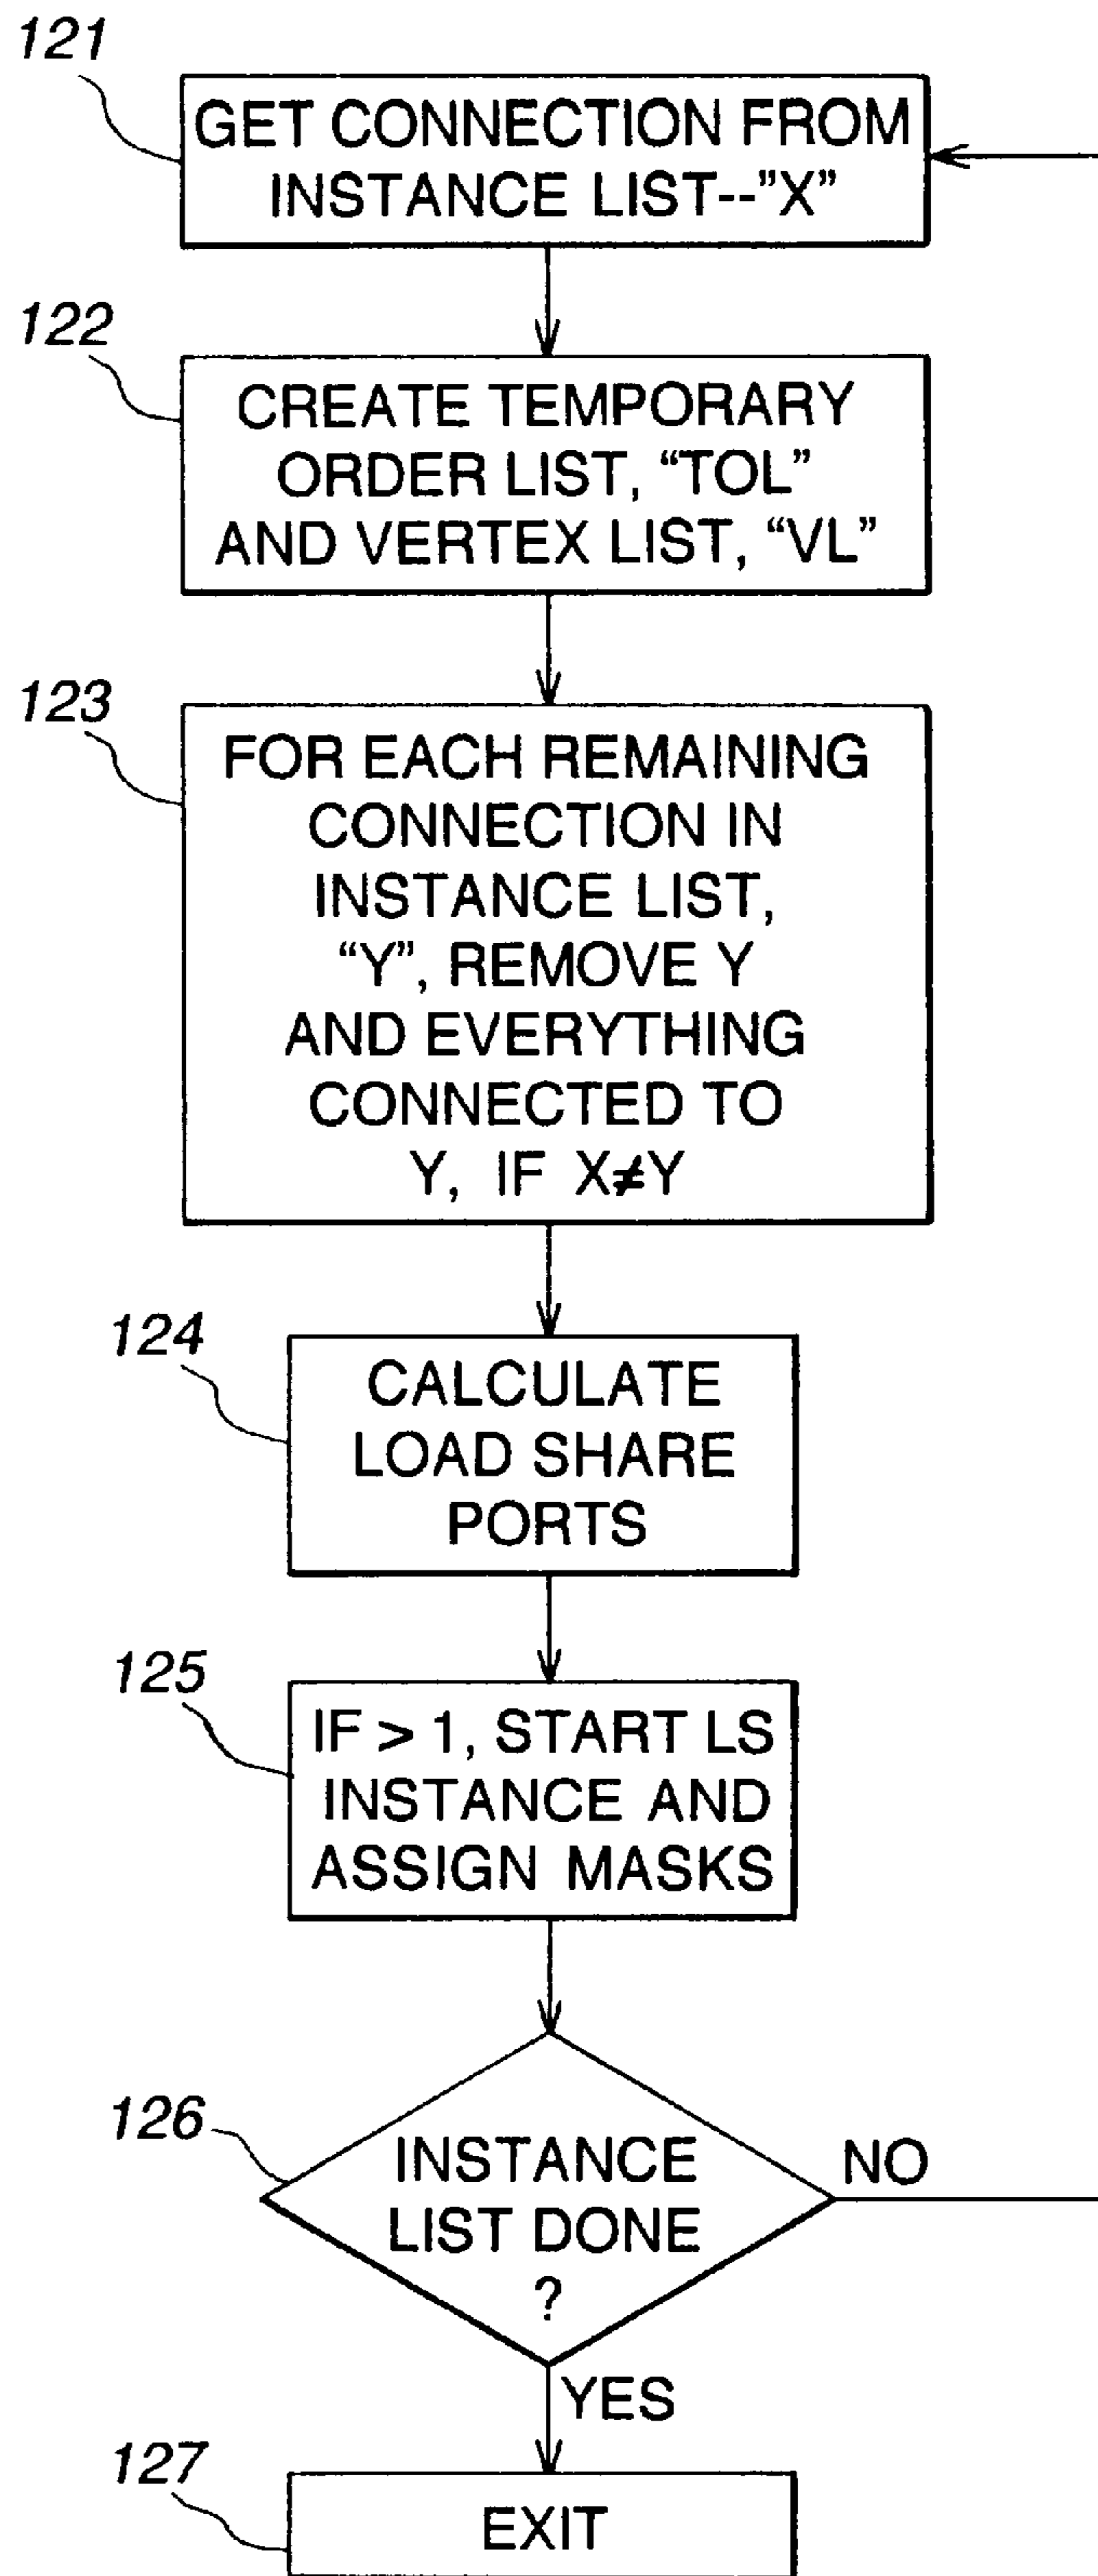 121
GET CONNECTION FROM
INSTANCE LIST--"X"
122
CREATE TEMPORARY
ORDER LIST, “TOL”
AND VERTEX LIST, “VL”
123
FOR EACH REMAINING
CONNECTION IN
INSTANCE LIST,
“Y”, REMOVE Y
AND EVERYTHING
CONNECTED TO
Y, IF X≠Y
124
CALCULATE
LOAD SHARE
PORTS
125
IF > 1, START LS
INSTANCE AND
ASSIGN MASKS
126
INSTANCE
LIST DONE
?
NO
YES
127
EXIT